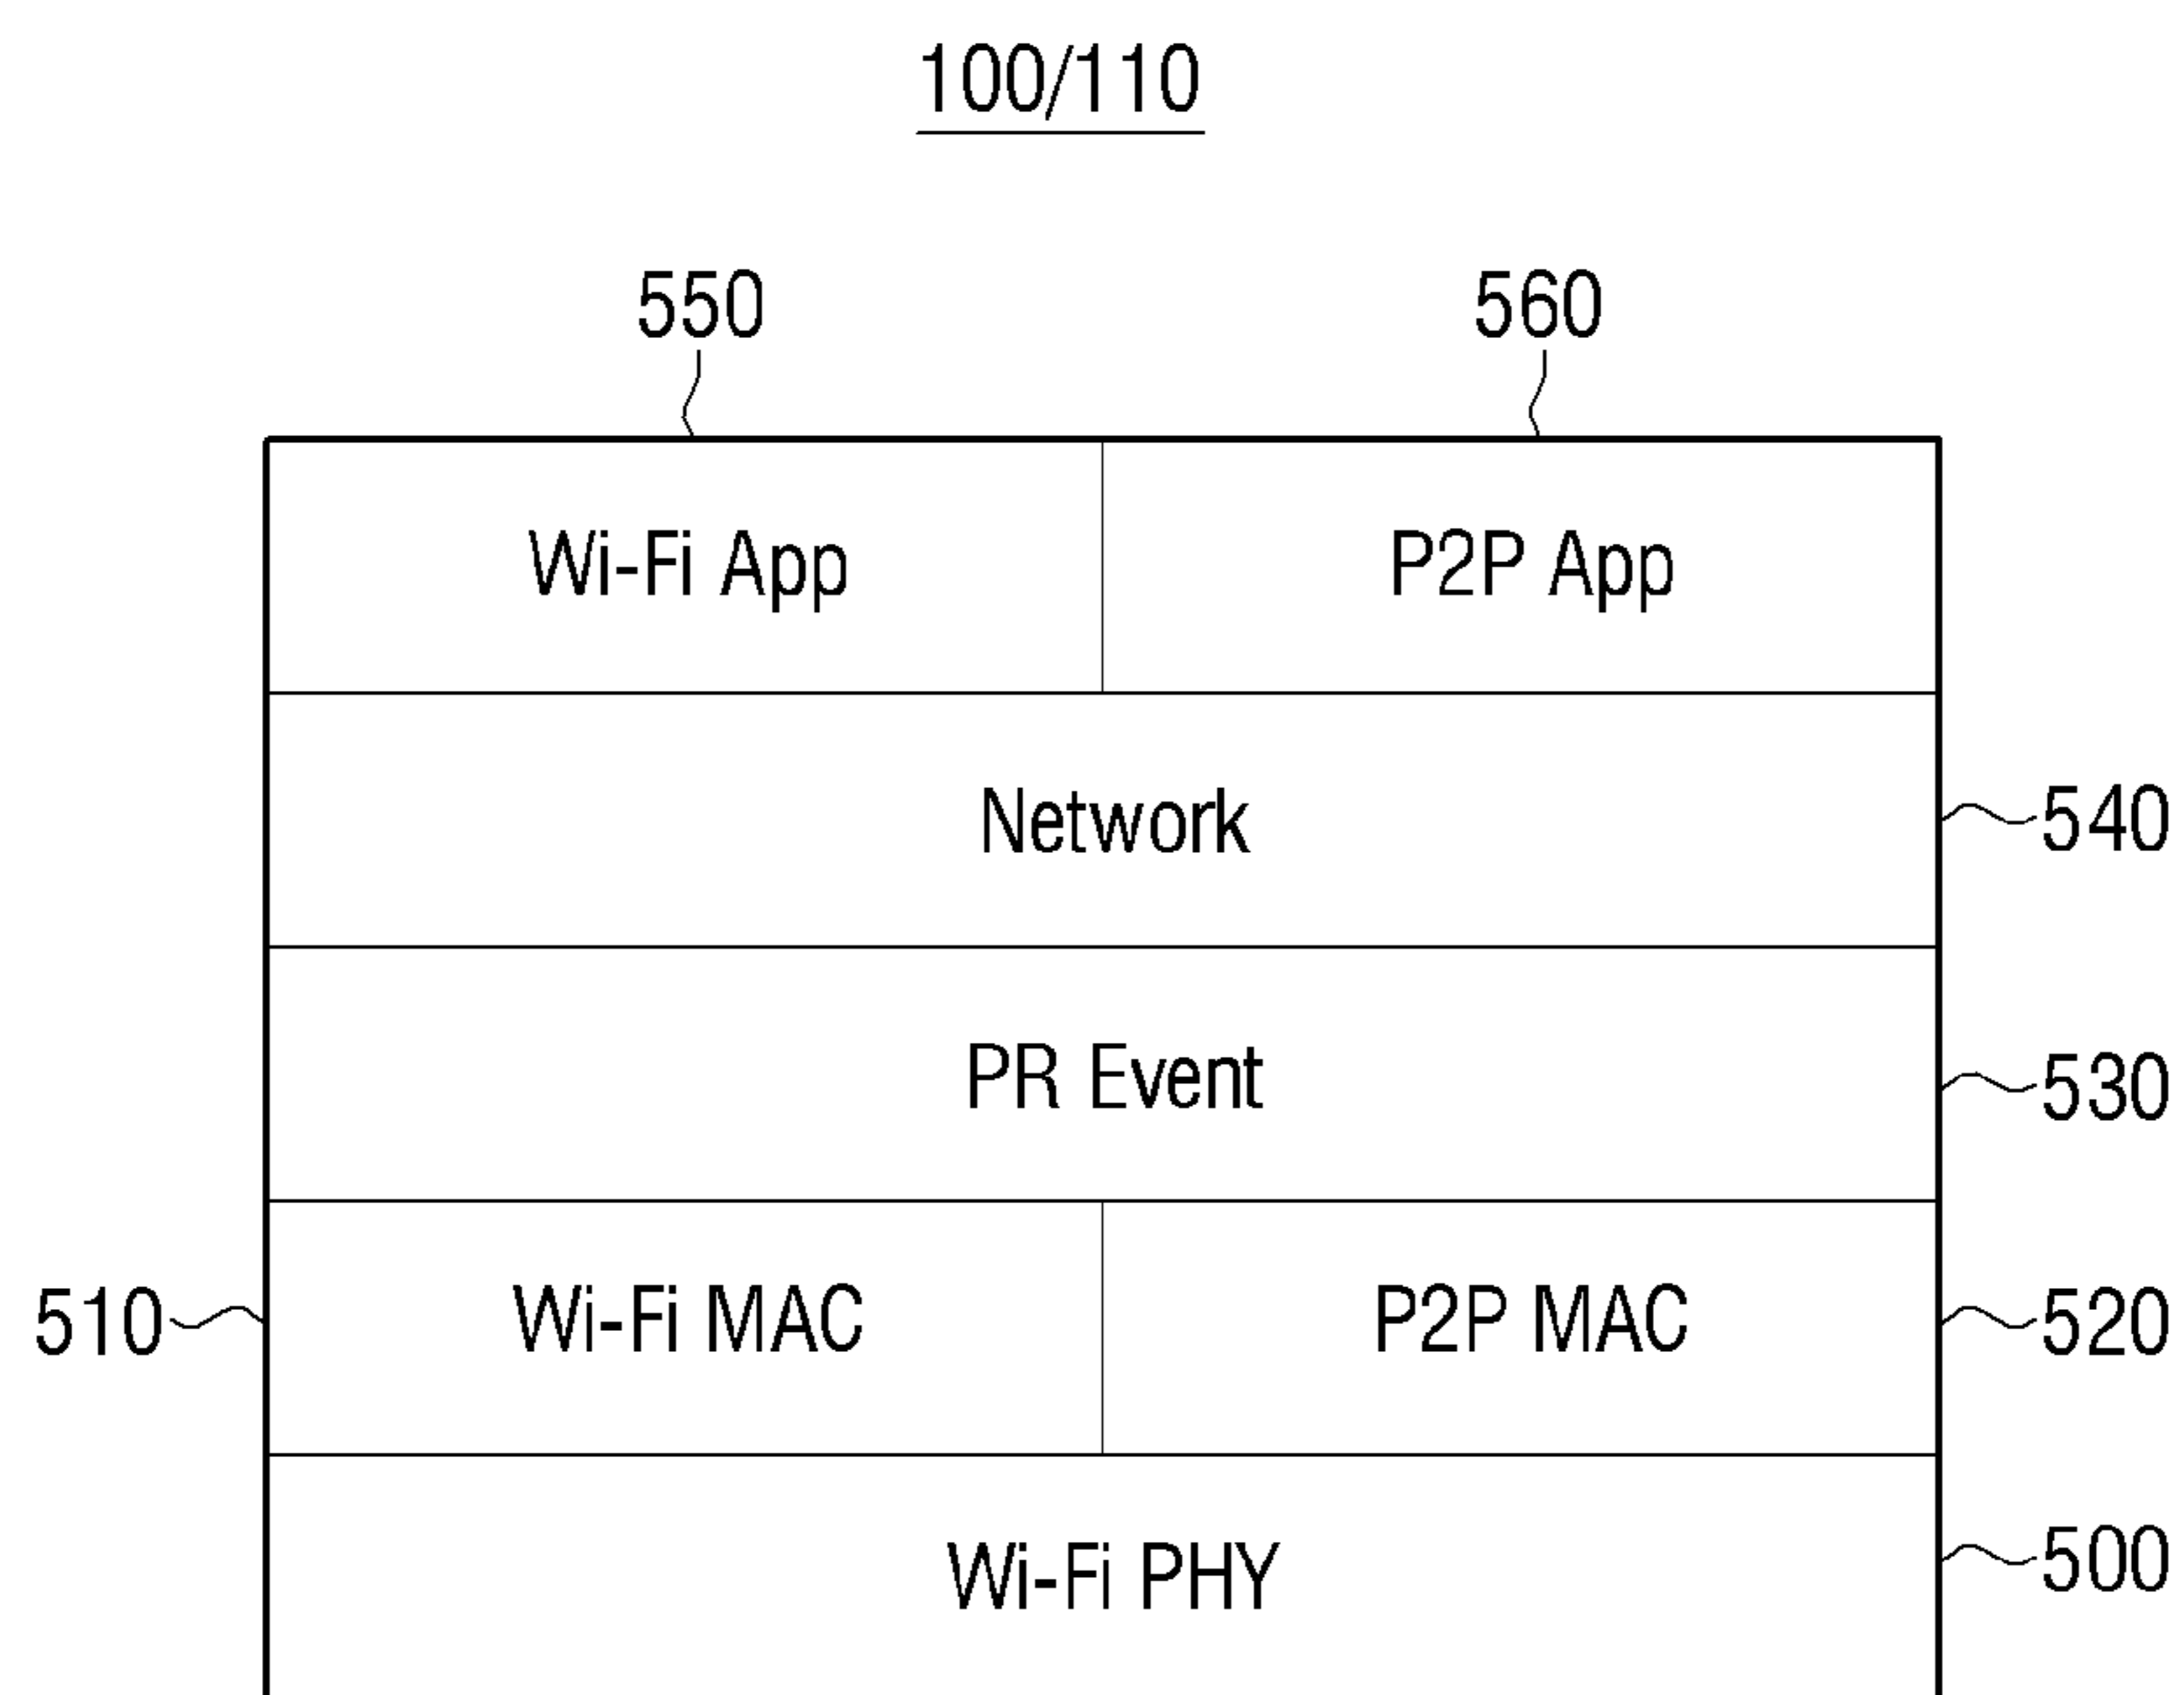 100/110
550 560
Wi-Fi App P2P App
Network 540
PR Event 530
510 Wi-Fi MAC P2P MAC 520
Wi-Fi PHY 500